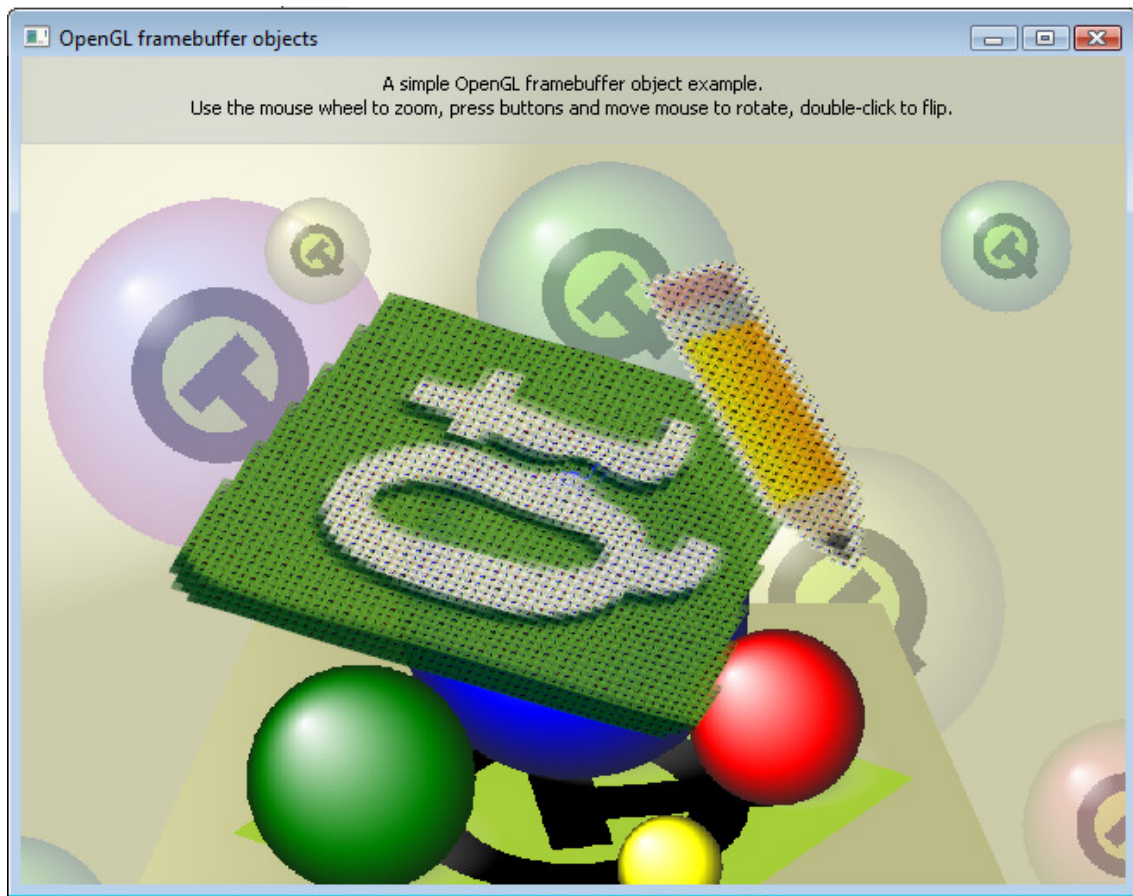 OpenGL framebuffer objects
A simple OpenGL framebuffer object example.
Use the mouse wheel to zoom, press buttons and move mouse to rotate, double-click to flip.
Qt